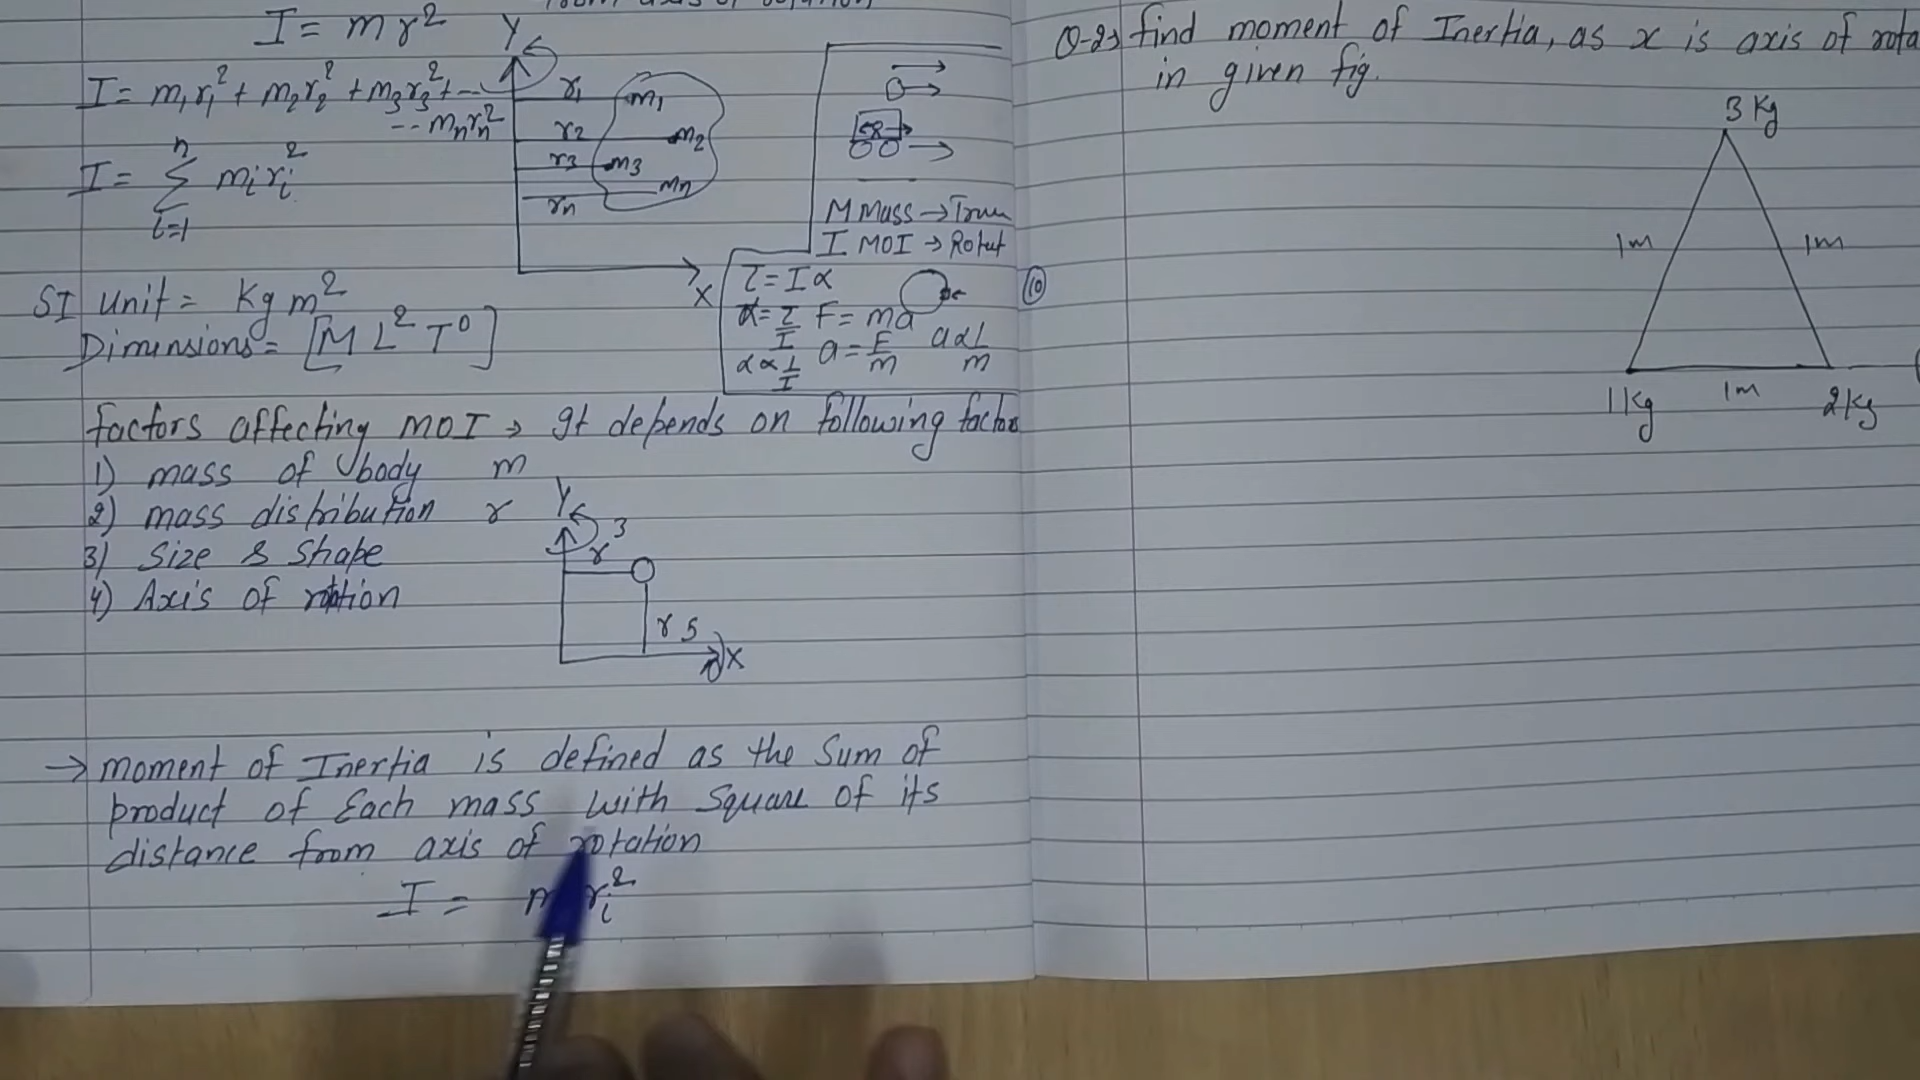 I = mr²
I = m₁r₁² + m₂r₂² + m₃r₃² + --
-- mₙrₙ²
n
I = Σ mᵢrᵢ²
i=1
Y
r₁ m₁
r₂ m₂
r₃ m₃
rₙ mₙ
X
M Mass → Tran
I MOI → Rotat
τ = Iα
α = τ/I F = ma
α ∝ 1/I a = F/m a ∝ 1/m
SI Unit = Kg m²
Dimensions = [M L² T⁰]
factors affecting MOI → It depends on following factor
1) mass of body m
2) mass distribution r
3) Size & Shape
4) Axis of rotation
Y
r 3
r 5
X
→ moment of Inertia is defined as the Sum of
product of Each mass with Square of its
distance from axis of rotation
I = m rᵢ²
10
Q-2) find moment of Inertia, as x is axis of rota
in given fig.
3 Kg
1m 1m
1Kg 1m 2Kg